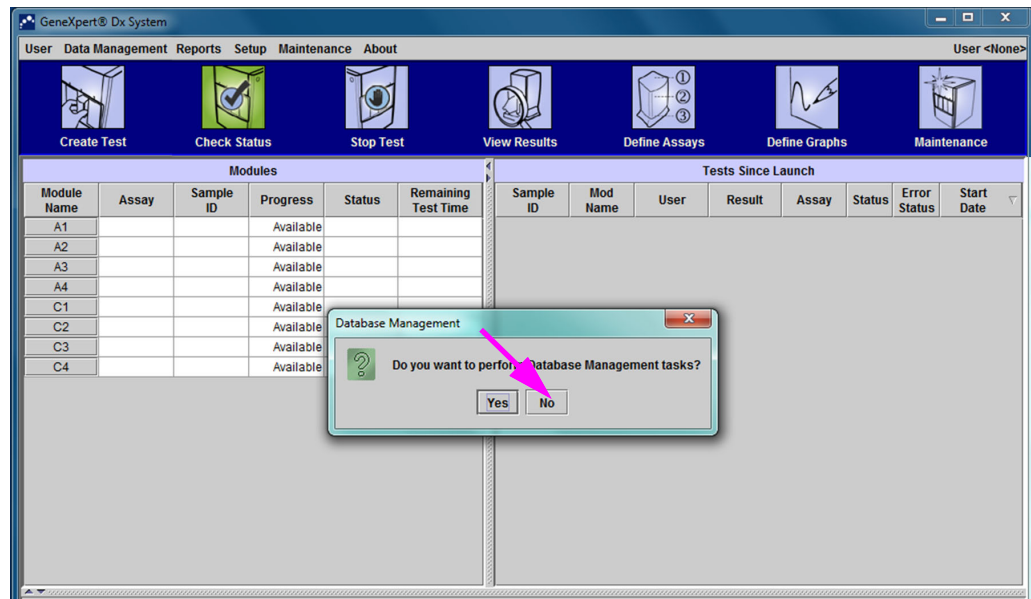 GeneXpert® Dx System
User Data Management Reports Setup Maintenance About User <None>
Create Test Check Status Stop Test View Results Define Assays Define Graphs Maintenance
Modules
Module Name Assay Sample ID Progress Status Remaining Test Time
A1 Available
A2 Available
A3 Available
A4 Available
C1 Available
C2 Available
C3 Available
C4 Available
Tests Since Launch
Sample ID Mod Name User Result Assay Status Error Status Start Date
Database Management
Do you want to perform Database Management tasks?
Yes No